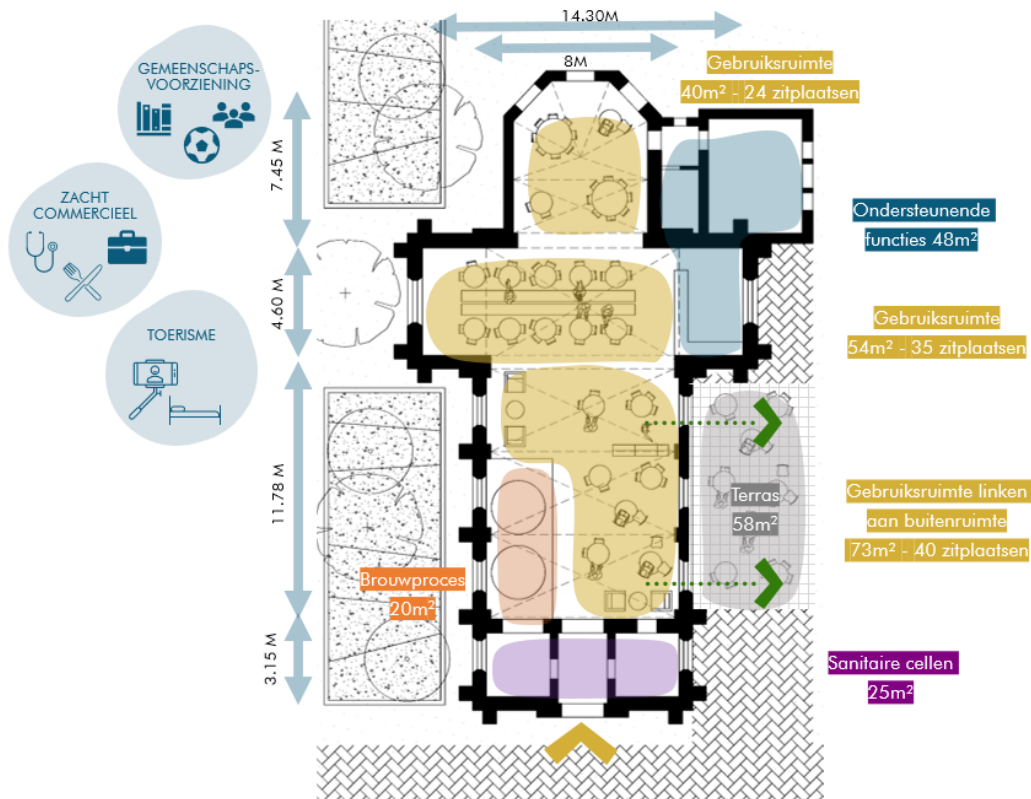 14.30M
8M
GEMEENSCHAPS-
VOORZIENING
Gebruiksruimte
40m² - 24 zitplaatsen
7.45 M
ZACHT
COMMERCIEEL
Ondersteunende
functies 48m²
4.60 M
TOERISME
Gebruiksruimte
54m² - 35 zitplaatsen
11.78 M
Terras
58m²
Gebruiksruimte linken
aan buitenruimte
73m² - 40 zitplaatsen
Brouwproces
20m²
3.15 M
Sanitaire cellen
25m²